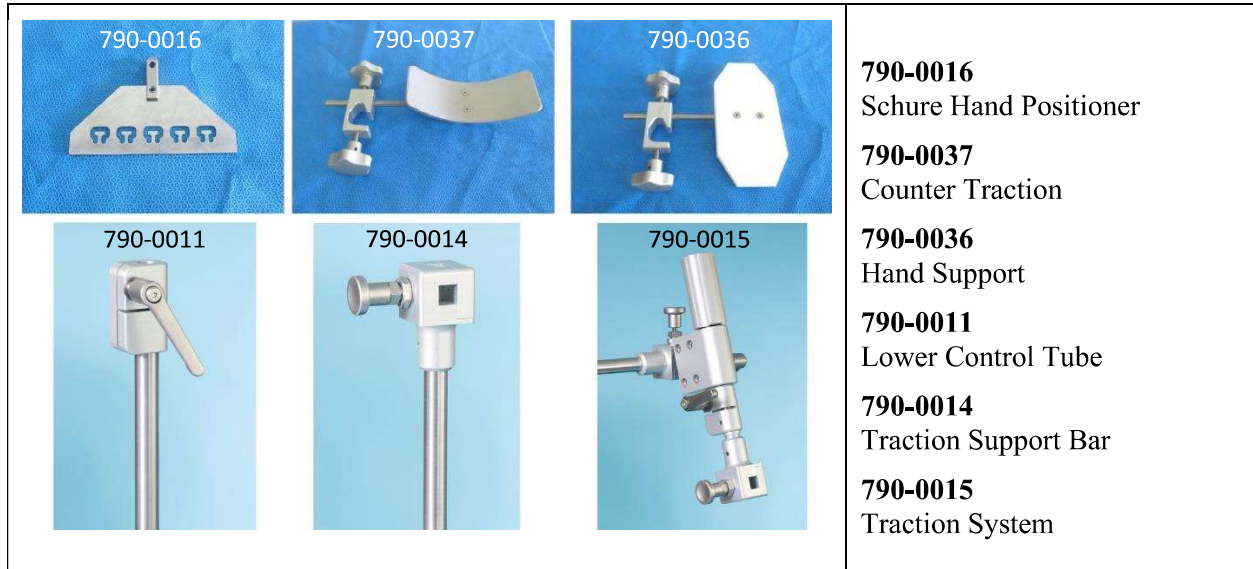 790-0016
790-0037
790-0036
790-0011
790-0014
790-0015
790-0016
Schure Hand Positioner
790-0037
Counter Traction
790-0036
Hand Support
790-0011
Lower Control Tube
790-0014
Traction Support Bar
790-0015
Traction System